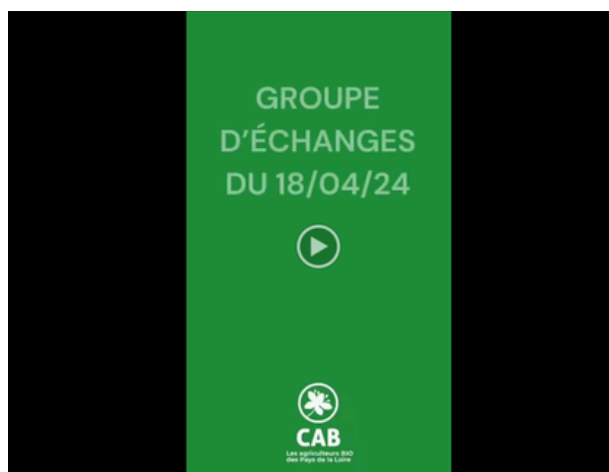 GROUPE
D'ÉCHANGES
DU 18/04/24
CAB
Les agriculteurs BIO
des Pays de la Loire